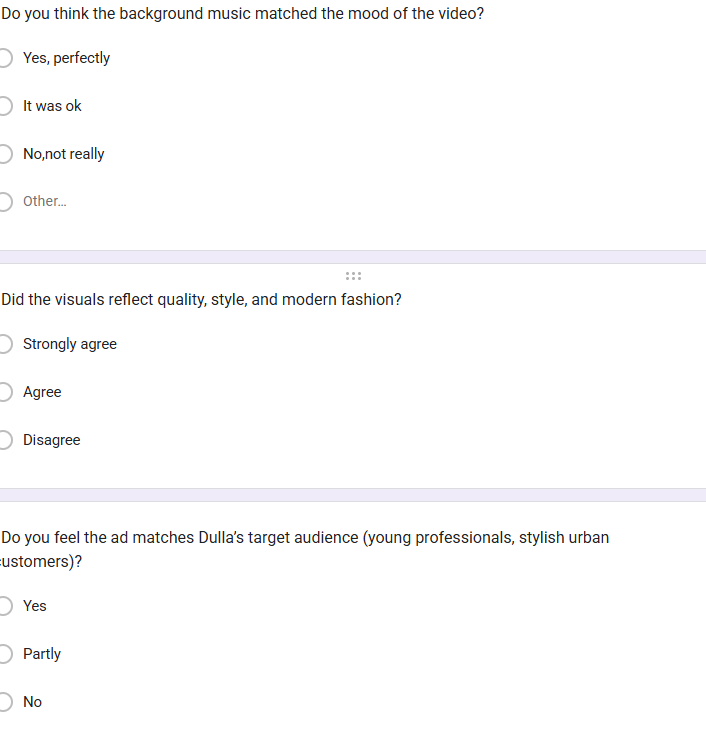 Do you think the background music matched the mood of the video?
Yes, perfectly
It was ok
No,not really
Other...
Did the visuals reflect quality, style, and modern fashion?
Strongly agree
Agree
Disagree
Do you feel the ad matches Dulla’s target audience (young professionals, stylish urban
customers)?
Yes
Partly
No